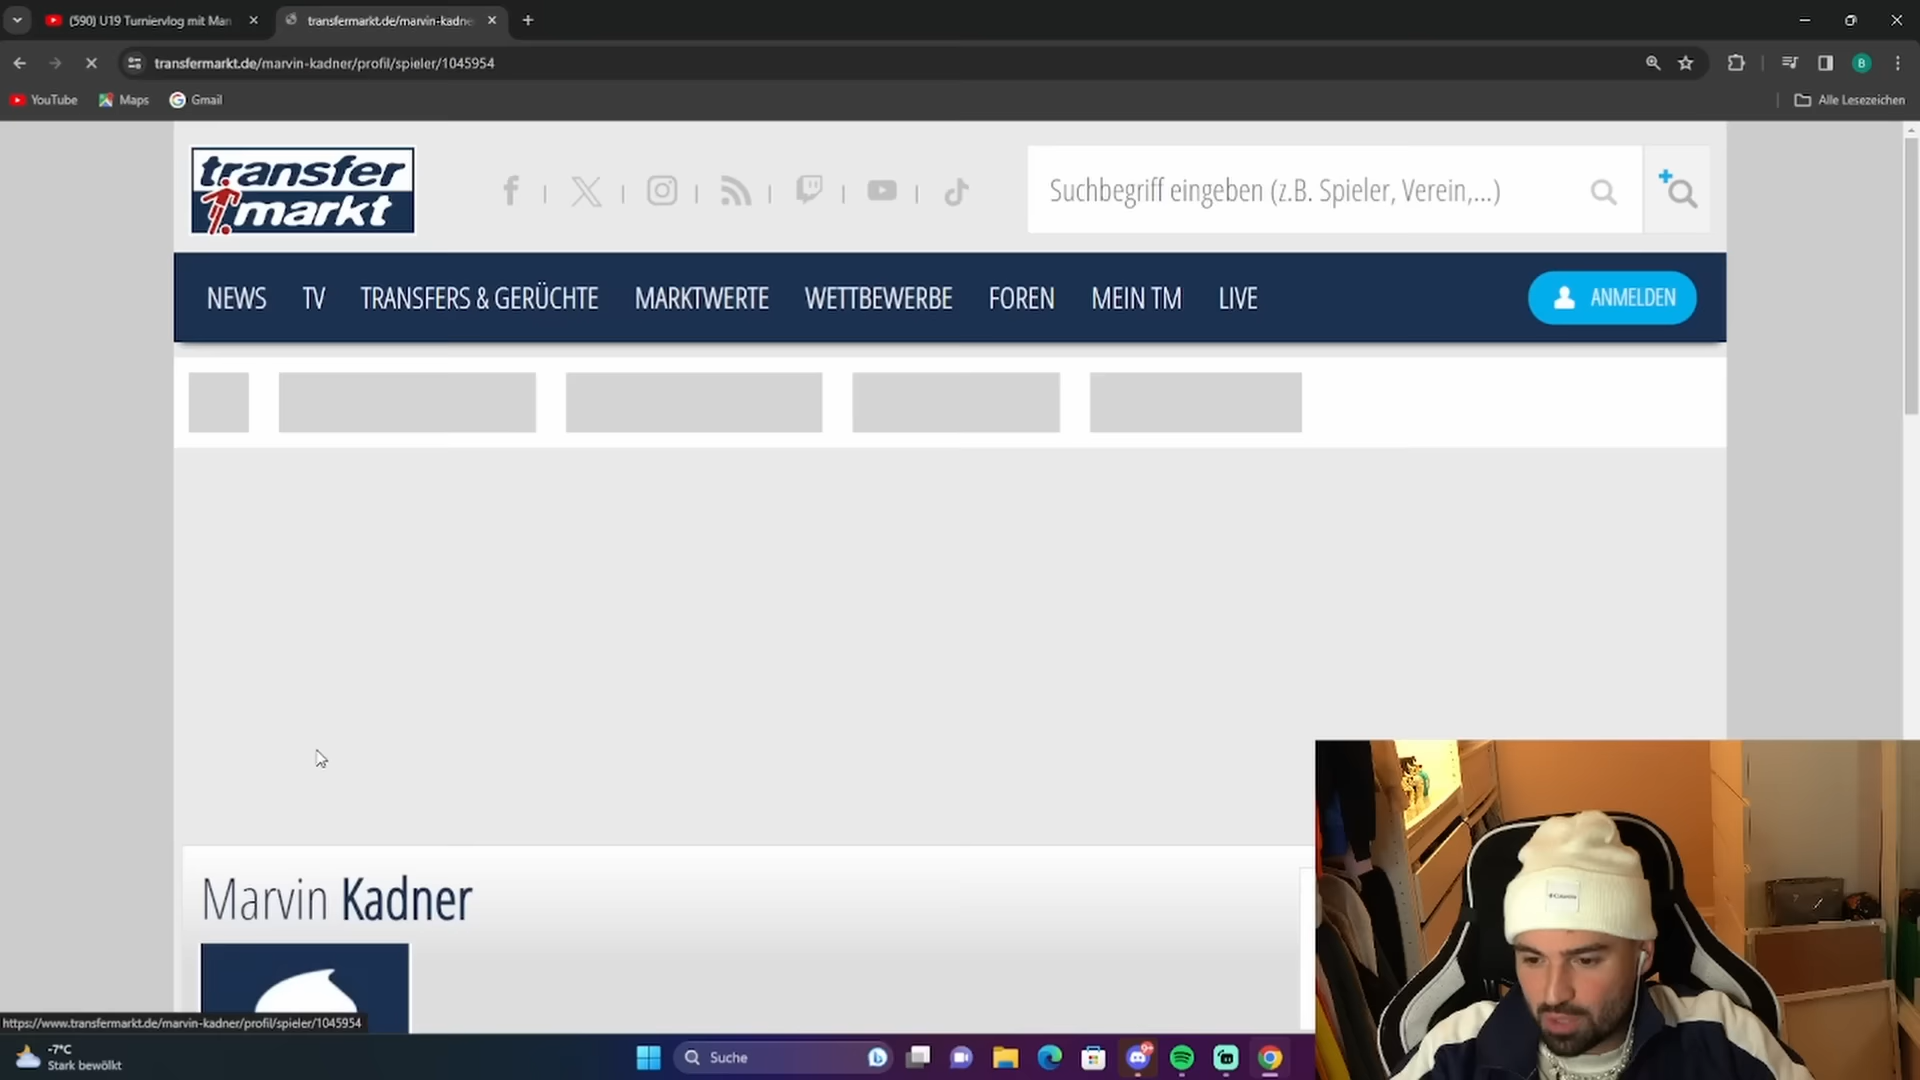 (590) U19 Turniervlog mit Man
transfermarkt.de/marvin-kadne
transfermarkt.de/marvin-kadner/profil/spieler/1045954
B
YouTube
Maps
Gmail
Alle Lesezeichen
transfer
markt
Suchbegriff eingeben (z.B. Spieler, Verein,...)
NEWS
TV
TRANSFERS & GERÜCHTE
MARKTWERTE
WETTBEWERBE
FOREN
MEIN TM
LIVE
ANMELDEN
Marvin Kadner
https://www.transfermarkt.de/marvin-kadner/profil/spieler/1045954
-7°C
Stark bewölkt
Suche
9+